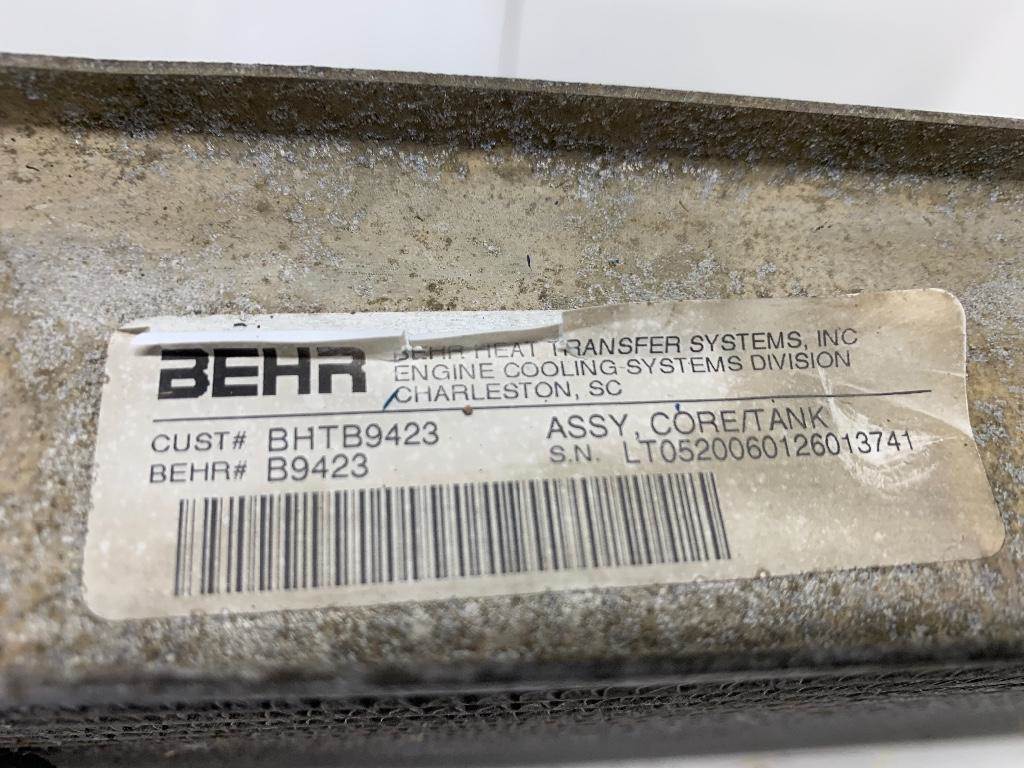 BEHR
BEHR HEAT TRANSFER SYSTEMS, INC
ENGINE COOLING SYSTEMS DIVISION
CHARLESTON, SC
CUST# BHTB9423
ASSY, CORE/TANK
BEHR# B9423
S.N. LT0520060126013741